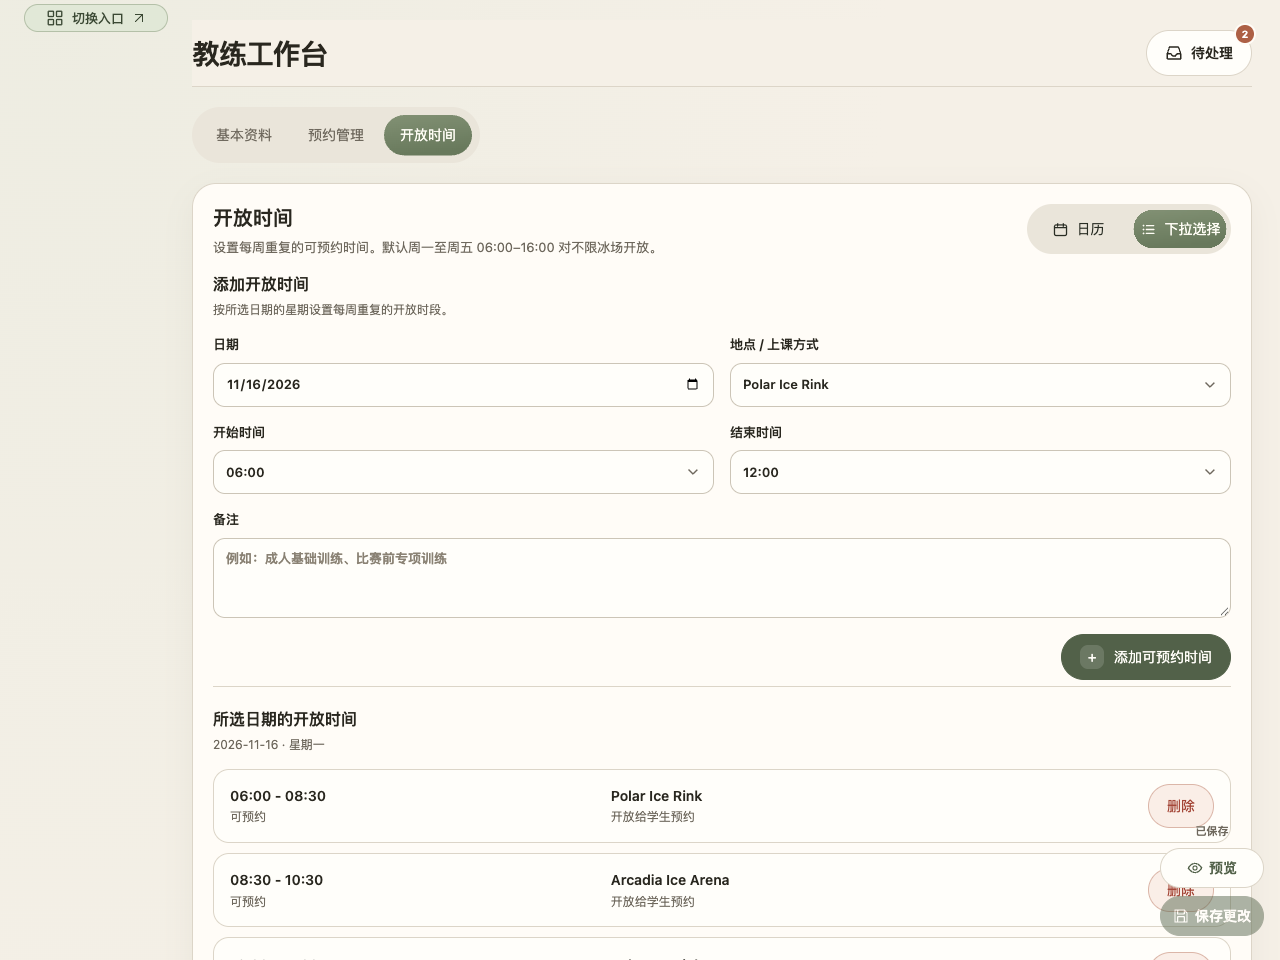 切换入口
教练工作台
待处理
2
基本资料
预约管理
开放时间
开放时间
设置每周重复的可预约时间。默认周一至周五 06:00–16:00 对不限冰场开放。
日历
下拉选择
添加开放时间
按所选日期的星期设置每周重复的开放时段。
日期
地点 / 上课方式
11/16/2026
Polar Ice Rink
开始时间
结束时间
06:00
12:00
备注
例如：成人基础训练、比赛前专项训练
+ 添加可预约时间
所选日期的开放时间
2026-11-16 · 星期一
06:00 - 08:30
Polar Ice Rink
可预约
开放给学生预约
删除
已保存
08:30 - 10:30
Arcadia Ice Arena
可预约
开放给学生预约
删除
预览
保存更改